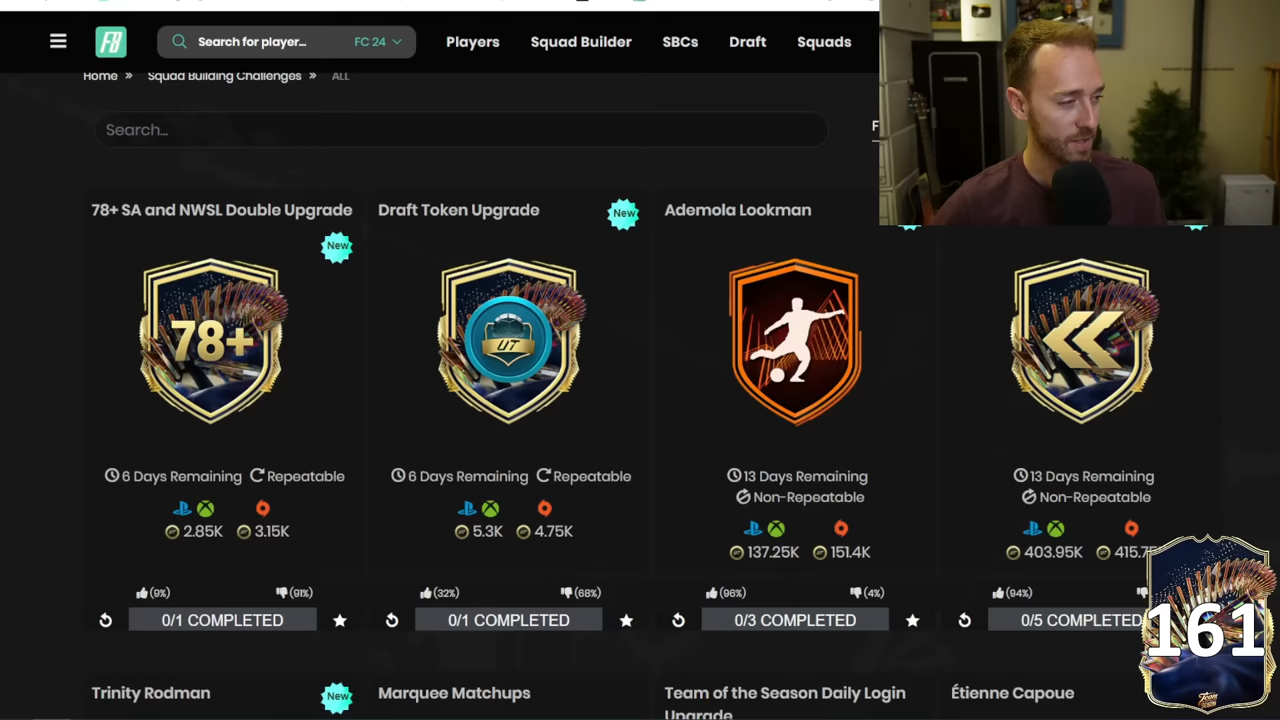 FB
Search for player...
FC 24
Players
Squad Builder
SBCs
Draft
Squads
Home » Squad Building Challenges » ALL
Search...
F
78+ SA and NWSL Double Upgrade
New
78+
6 Days Remaining
Repeatable
2.85K
3.15K
(9%)
(91%)
0/1 COMPLETED
Draft Token Upgrade
New
UT
6 Days Remaining
Repeatable
5.3K
4.75K
(32%)
(68%)
0/1 COMPLETED
Ademola Lookman
13 Days Remaining
Non-Repeatable
137.25K
151.4K
(96%)
(4%)
0/3 COMPLETED
13 Days Remaining
Non-Repeatable
403.95K
415.75
(94%)
0/5 COMPLETED
161
Trinity Rodman
New
Marquee Matchups
Team of the Season Daily Login
Upgrade
Étienne Capoue